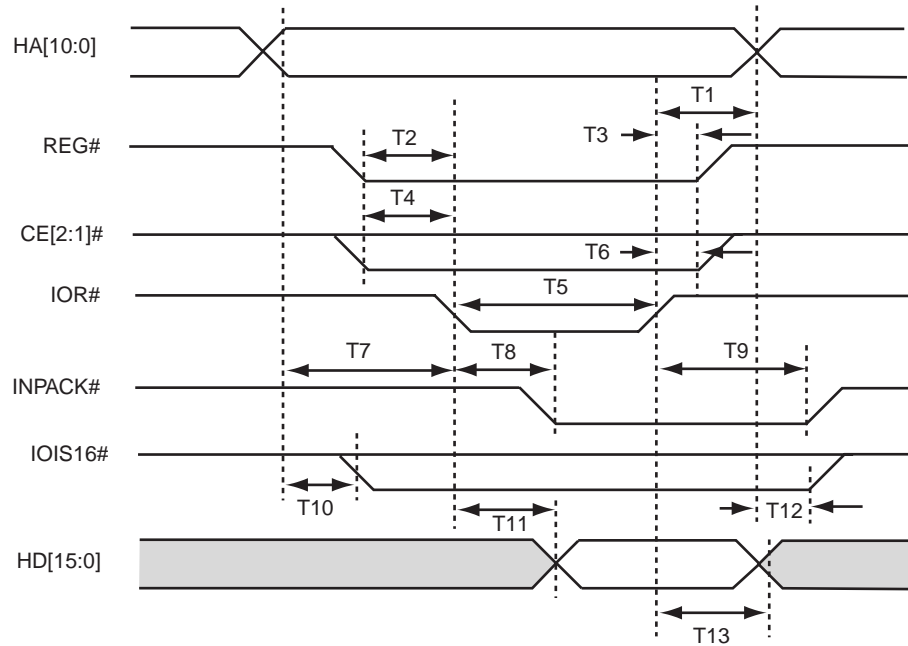 HA[10:0]
T1
REG#
T2
T3
T4
CE[2:1]#
T6
IOR#
T5
T7
T8
T9
INPACK#
IOIS16#
T10
T11
T12
HD[15:0]
T13